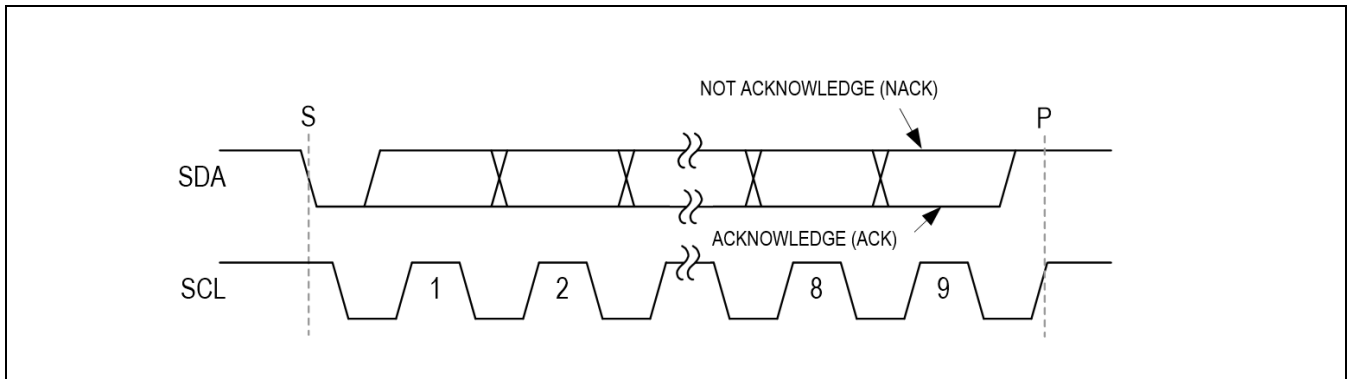 NOT ACKNOWLEDGE (NACK)
S
P
SDA
ACKNOWLEDGE (ACK)
SCL
1
2
8
9